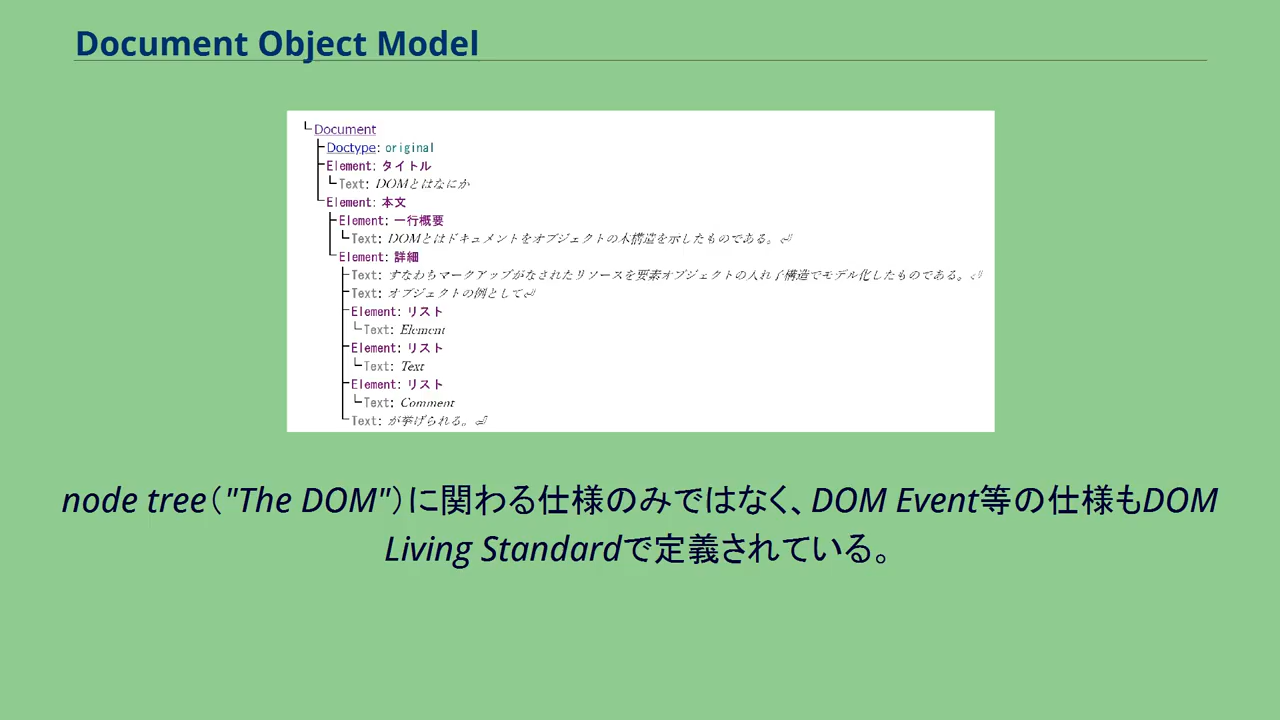 Document Object Model
Document
Doctype: original
Element: タイトル
Text: DOMとはなにか
Element: 本文
Element: 一行概要
Text: DOMとはドキュメントをオブジェクトの木構造を示したものである。⏎
Element: 詳細
Text: すなわちマークアップがなされたリソースを要素オブジェクトの入れ子構造でモデル化したものである。⏎
Text: オブジェクトの例として⏎
Element: リスト
Text: Element
Element: リスト
Text: Text
Element: リスト
Text: Comment
Text: が挙げられる。⏎
node tree（"The DOM"）に関わる仕様のみではなく、DOM Event等の仕様もDOM
Living Standardで定義されている。